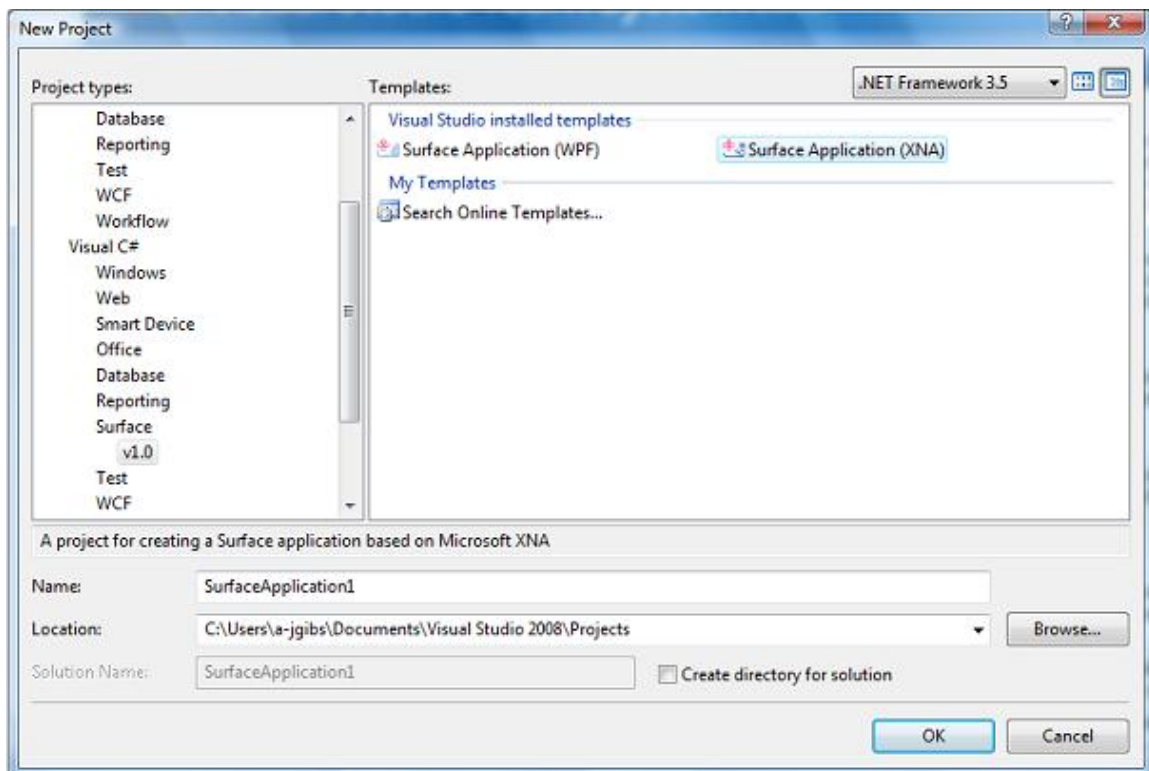 New Project
Project types:
Templates:
.NET Framework 3.5
Database
Reporting
Test
WCF
Workflow
Visual C#
Windows
Web
Smart Device
Office
Database
Reporting
Surface
v1.0
Test
WCF
Visual Studio installed templates
Surface Application (WPF)
Surface Application (XNA)
My Templates
Search Online Templates...
A project for creating a Surface application based on Microsoft XNA
Name:
SurfaceApplication1
Location:
C:\Users\a-jgibs\Documents\Visual Studio 2008\Projects
Browse...
Solution Name:
SurfaceApplication1
Create directory for solution
OK
Cancel